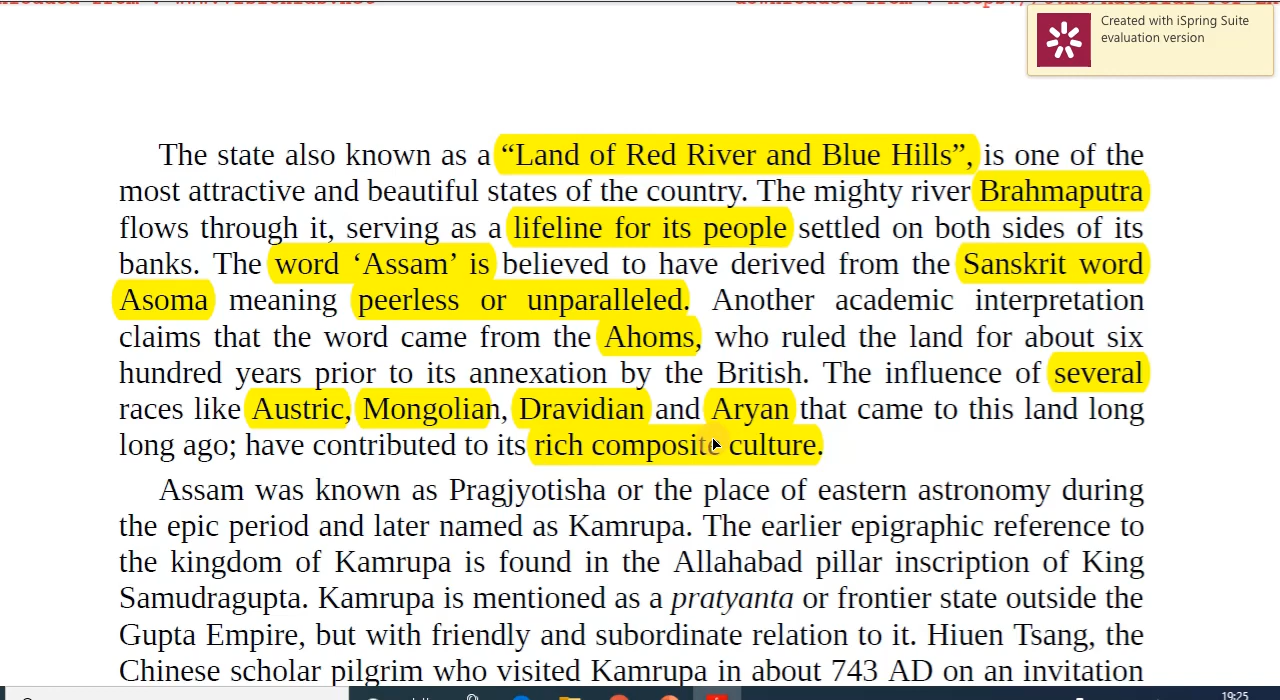 Created with iSpring Suite
evaluation version
The state also known as a “Land of Red River and Blue Hills”, is one of the
most attractive and beautiful states of the country. The mighty river Brahmaputra
flows through it, serving as a lifeline for its people settled on both sides of its
banks. The word ‘Assam’ is believed to have derived from the Sanskrit word
Asoma meaning peerless or unparalleled. Another academic interpretation
claims that the word came from the Ahoms, who ruled the land for about six
hundred years prior to its annexation by the British. The influence of several
races like Austric, Mongolian, Dravidian and Aryan that came to this land long
long ago; have contributed to its rich composite culture.
Assam was known as Pragjyotisha or the place of eastern astronomy during
the epic period and later named as Kamrupa. The earlier epigraphic reference to
the kingdom of Kamrupa is found in the Allahabad pillar inscription of King
Samudragupta. Kamrupa is mentioned as a pratyanta or frontier state outside the
Gupta Empire, but with friendly and subordinate relation to it. Hiuen Tsang, the
Chinese scholar pilgrim who visited Kamrupa in about 743 AD on an invitation
19:25